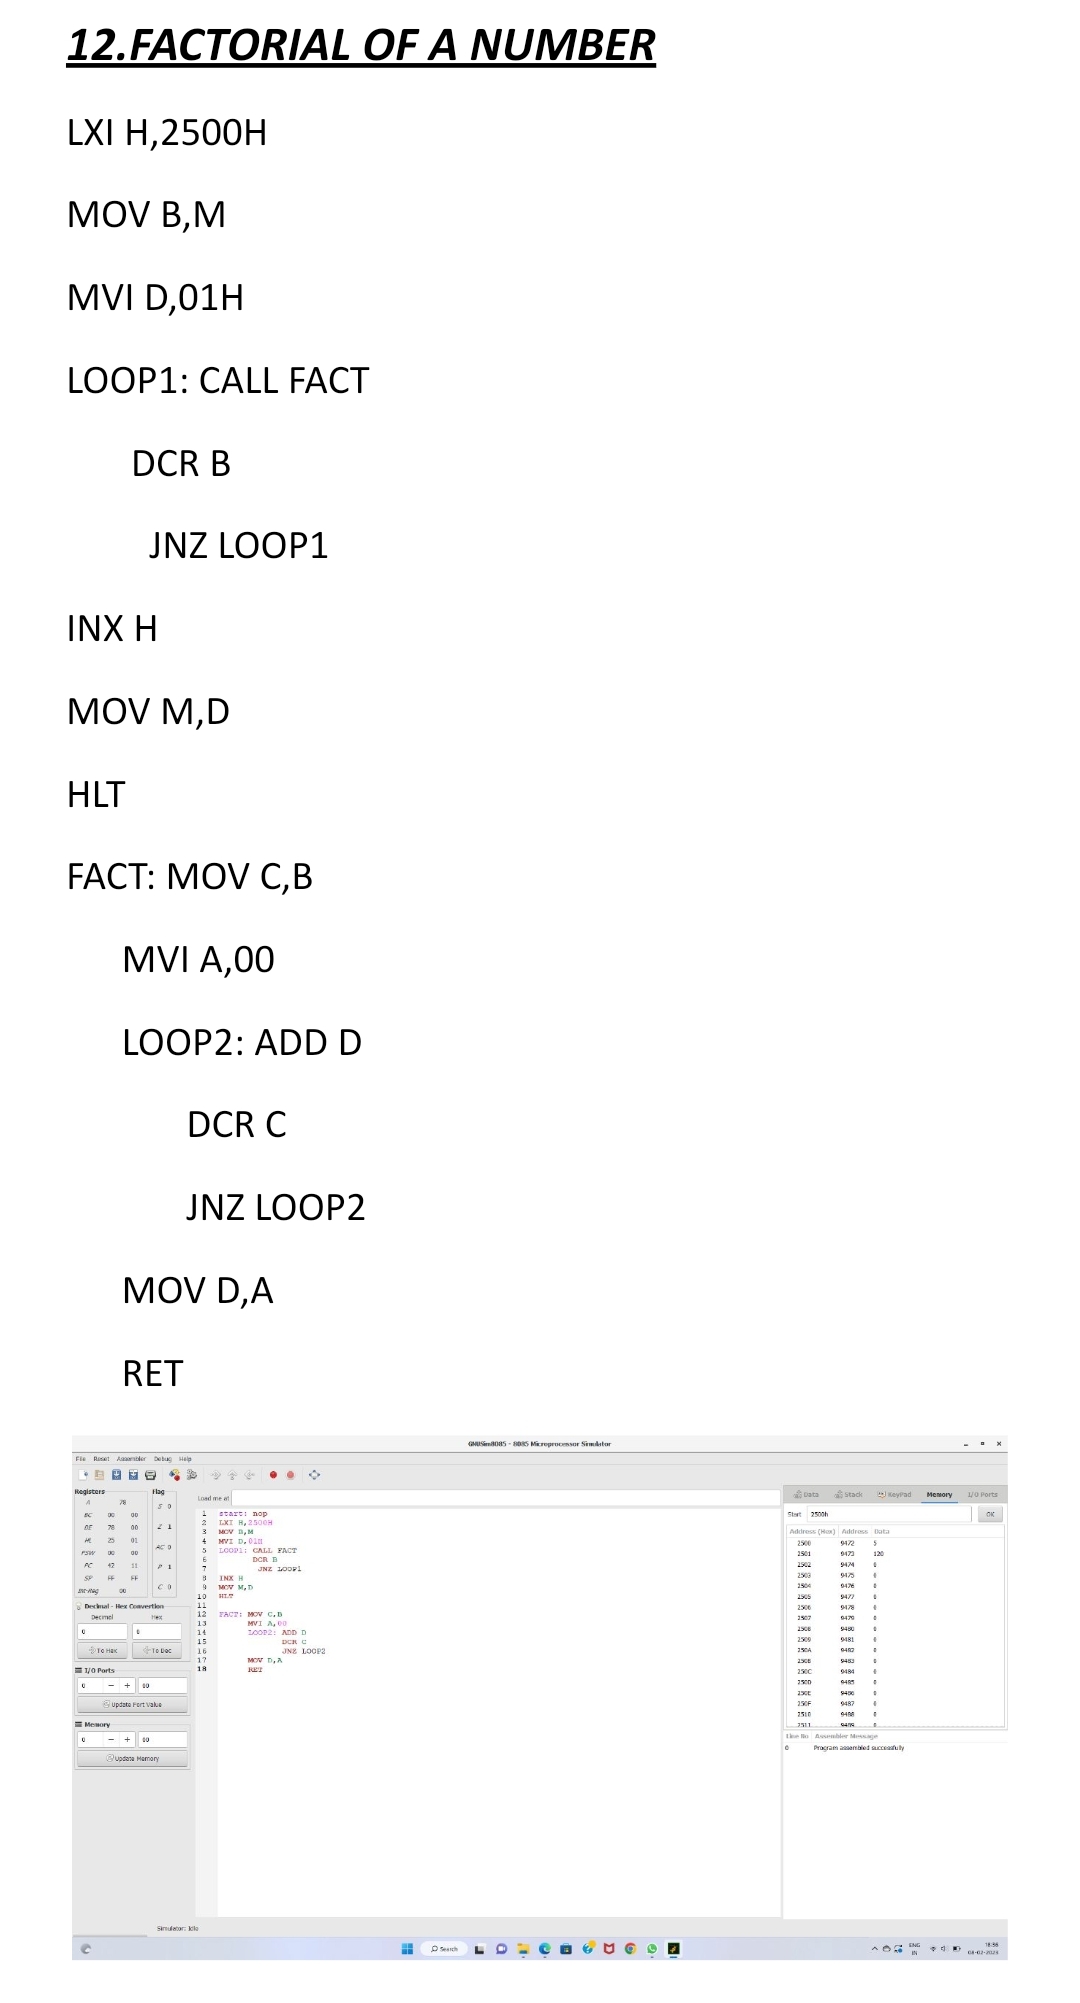 12.FACTORIAL OF A NUMBER
LXI H,2500H
MOV B,M
MVI D,01H
LOOP1: CALL FACT
DCR B
JNZ LOOP1
INX H
MOV M,D
HLT
FACT: MOV C,B
MVI A,00
LOOP2: ADD D
DCR C
JNZ LOOP2
MOV D,A
RET
GNUSim8085 - 8085 Microprocessor Simulator
File Reset Assembler Debug Help
Registers Flag
A 78
BC 00 00
DE 78 00
HL 25 01
PSW 00 00
PC 42 11
SP FF FF
Int-Reg 00
S 0
Z 1
AC 0
P 1
C 0
Decimal - Hex Convertion
Decimal Hex
0 0
To Hex To Dec
I/O Ports
0 - + 00
Update Port Value
Memory
0 - + 00
Update Memory
Load me at
1 start: nop
2 LXI H,2500H
3 MOV B,M
4 MVI D,01H
5 LOOP1: CALL FACT
6 DCR B
7 JNZ LOOP1
8 INX H
9 MOV M,D
10 HLT
11
12 FACT: MOV C,B
13 MVI A,00
14 LOOP2: ADD D
15 DCR C
16 JNZ LOOP2
17 MOV D,A
18 RET
Data Stack KeyPad Memory I/O Ports
Start 2500h OK
Address (Hex) Address Data
2500 9472 5
2501 9473 120
2502 9474 0
2503 9475 0
2504 9476 0
2505 9477 0
2506 9478 0
2507 9479 0
2508 9480 0
2509 9481 0
250A 9482 0
250B 9483 0
250C 9484 0
250D 9485 0
250E 9486 0
250F 9487 0
2510 9488 0
2511 9489 0
Line No Assembler Message
0 Program assembled successfully
Simulator: Idle
Search
ENG
IN
18:56